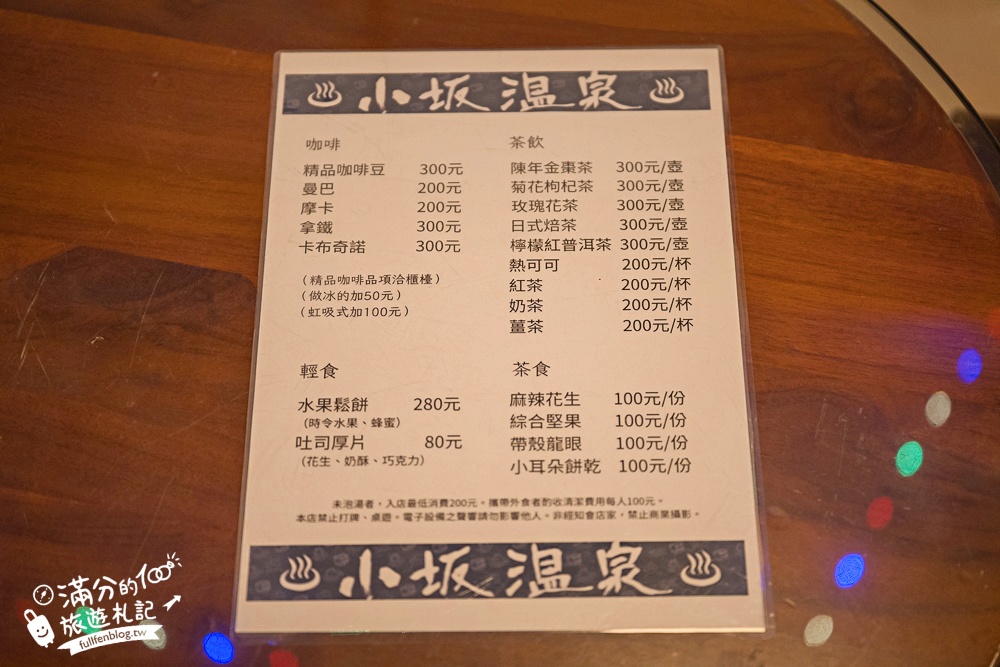 小坂温泉
咖啡
精品咖啡豆 300元
曼巴 200元
摩卡 200元
拿鐵 300元
卡布奇諾 300元
（精品咖啡品項洽櫃檯）
（做冰的加50元）
（虹吸式加100元）
茶飲
陳年金棗茶 300元/壺
菊花枸杞茶 300元/壺
玫瑰花茶 300元/壺
日式焙茶 300元/壺
檸檬紅普洱茶 300元/壺
熱可可 200元/杯
紅茶 200元/杯
奶茶 200元/杯
薑茶 200元/杯
輕食
水果鬆餅 280元
（時令水果、蜂蜜）
吐司厚片 80元
（花生、奶酥、巧克力）
茶食
麻辣花生 100元/份
綜合堅果 100元/份
帶殼龍眼 100元/份
小耳朵餅乾 100元/份
未泡湯者，入店最低消費200元。攜帶外食者酌收清潔費用每人100元。
本店禁止打牌、桌遊。電子設備之聲響請勿影響他人。非經知會店家，禁止商業攝影。
小坂温泉
滿分的100
旅遊札記
fullfenblog.tw